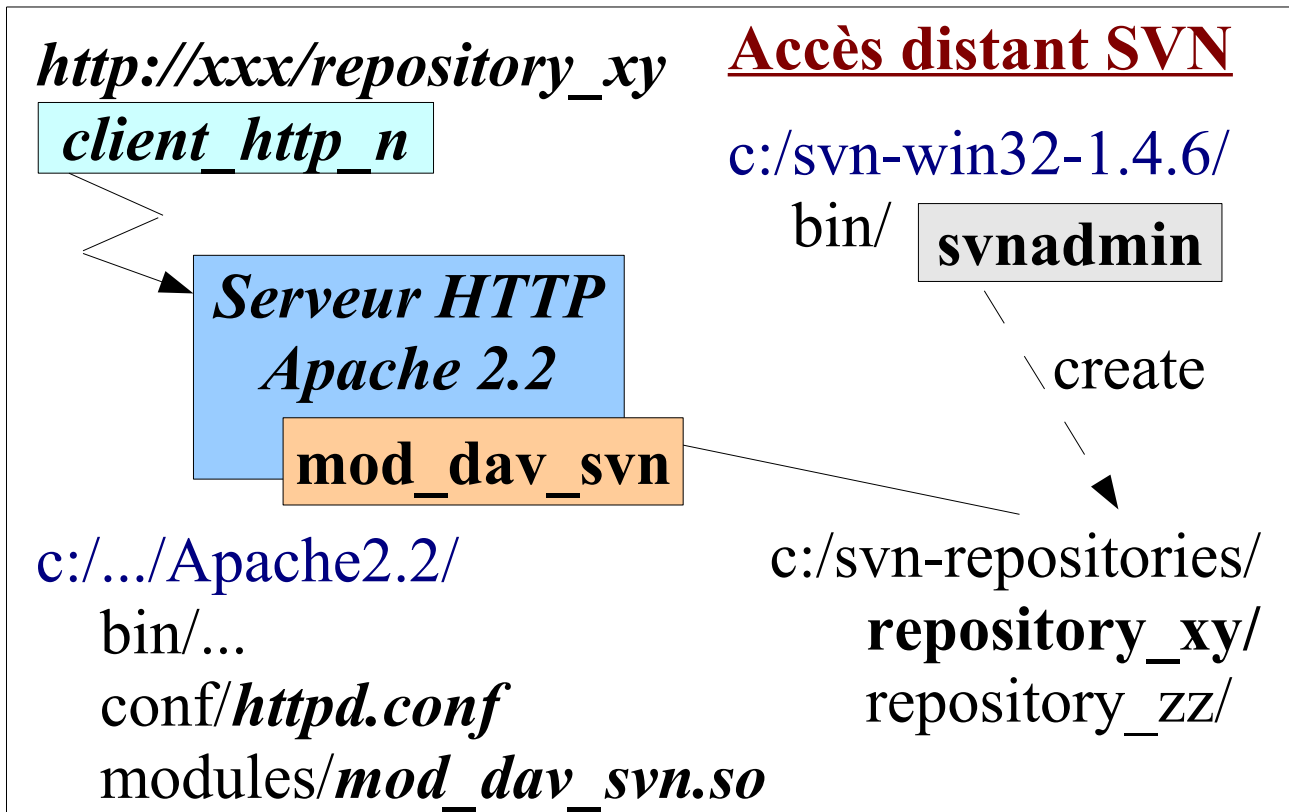 Accès distant SVN
http://xxx/repository_xy
client_http_n
c:/svn-win32-1.4.6/
bin/
svnadmin
Serveur HTTP
Apache 2.2
create
mod_dav_svn
c:/.../Apache2.2/
bin/...
conf/httpd.conf
modules/mod_dav_svn.so
c:/svn-repositories/
repository_xy/
repository_zz/